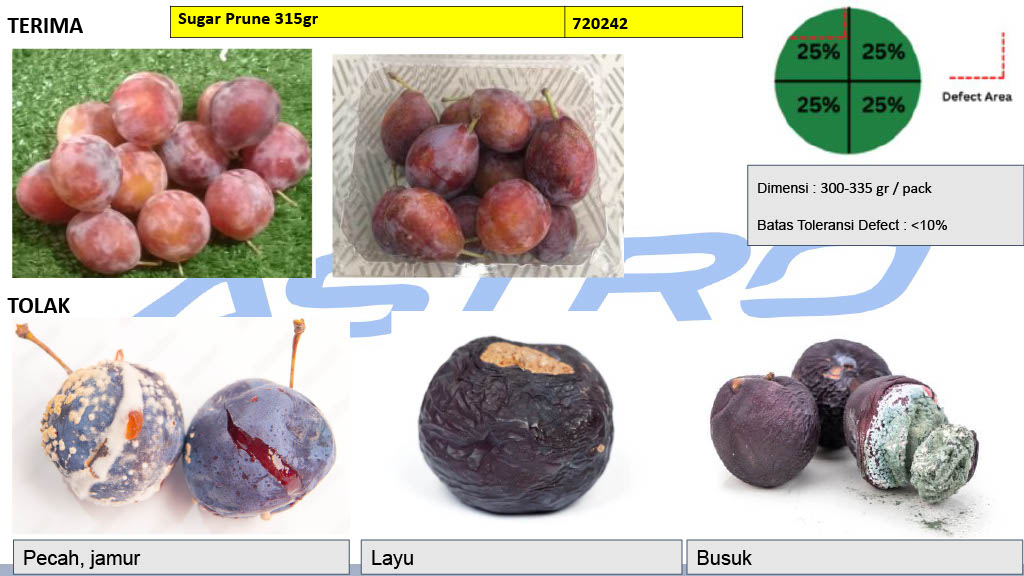 TERIMA
Sugar Prune 315gr
720242
25% 25%
25% 25%
Defect Area
Dimensi : 300-335 gr / pack
Batas Toleransi Defect : <10%
ASTRO
TOLAK
Pecah, jamur
Layu
Busuk